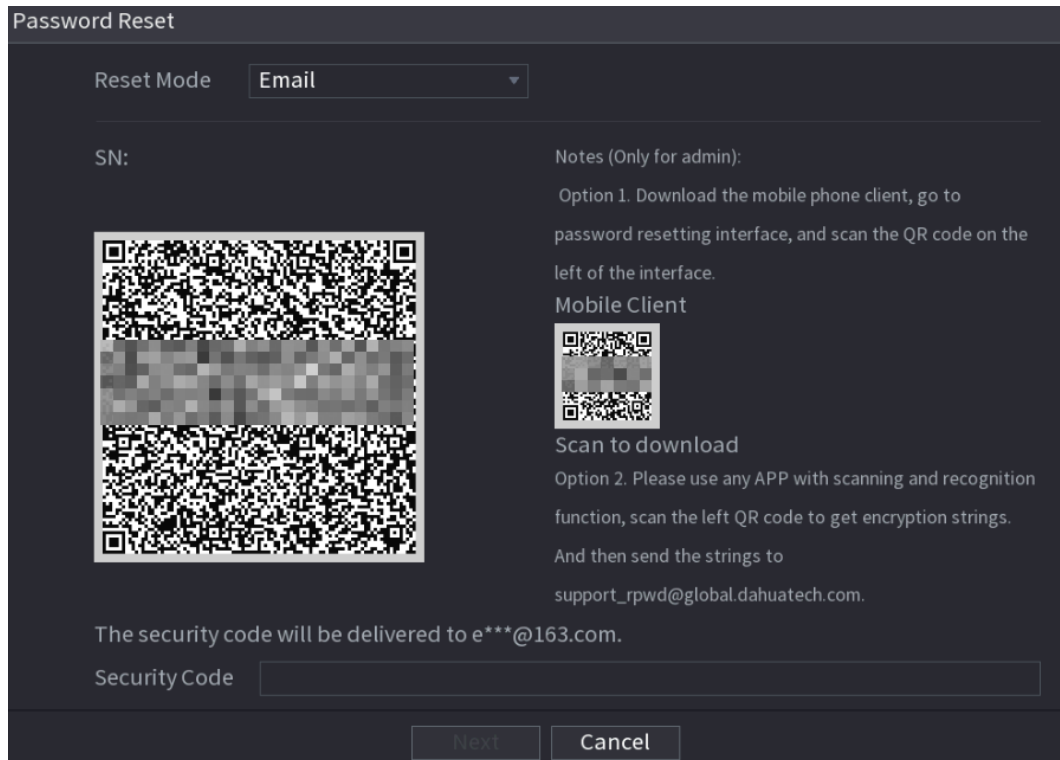 Password Reset
Reset Mode
Email
SN:
Notes (Only for admin):
Option 1. Download the mobile phone client, go to
password resetting interface, and scan the QR code on the
left of the interface.
Mobile Client
Scan to download
Option 2. Please use any APP with scanning and recognition
function, scan the left QR code to get encryption strings.
And then send the strings to
support_rpwd@global.dahuatech.com.
The security code will be delivered to e***@163.com.
Security Code
Next
Cancel